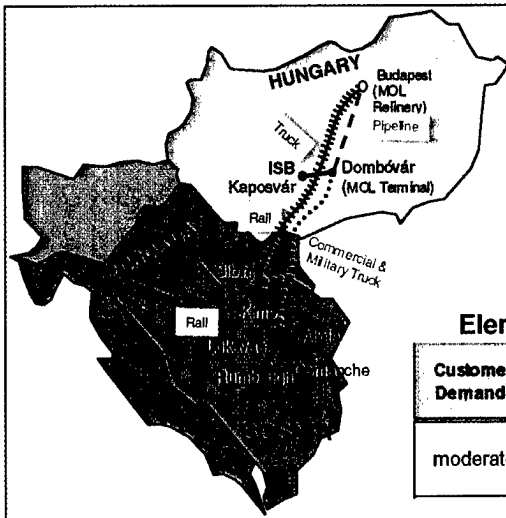 HUNGARY
Budapest
(MOL
Refinery)
Pipeline
Truck
ISB
Kaposvár
Dombóvár
(MOL Terminal)
Rail
Commercial &
Military Truck
Rail
Elem
Custome
Demand
moderat